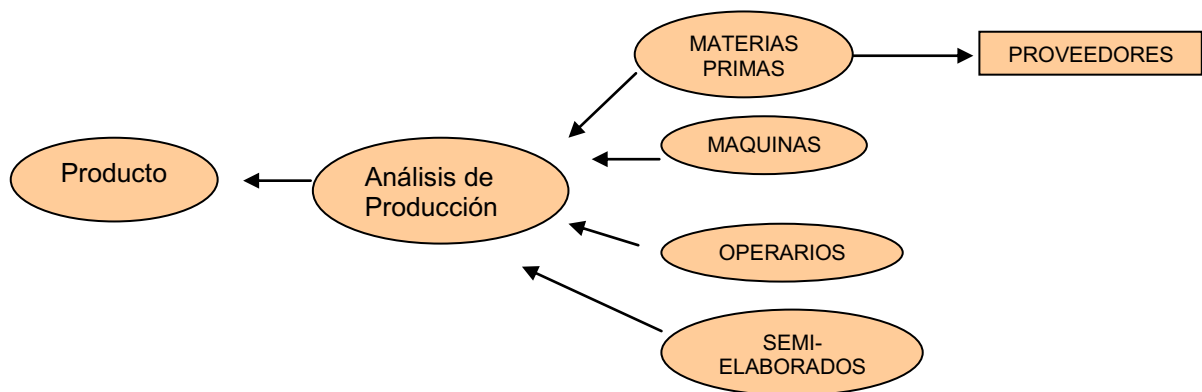 MATERIAS
PRIMAS
PROVEEDORES
MAQUINAS
Producto
Análisis de
Producción
OPERARIOS
SEMI-
ELABORADOS